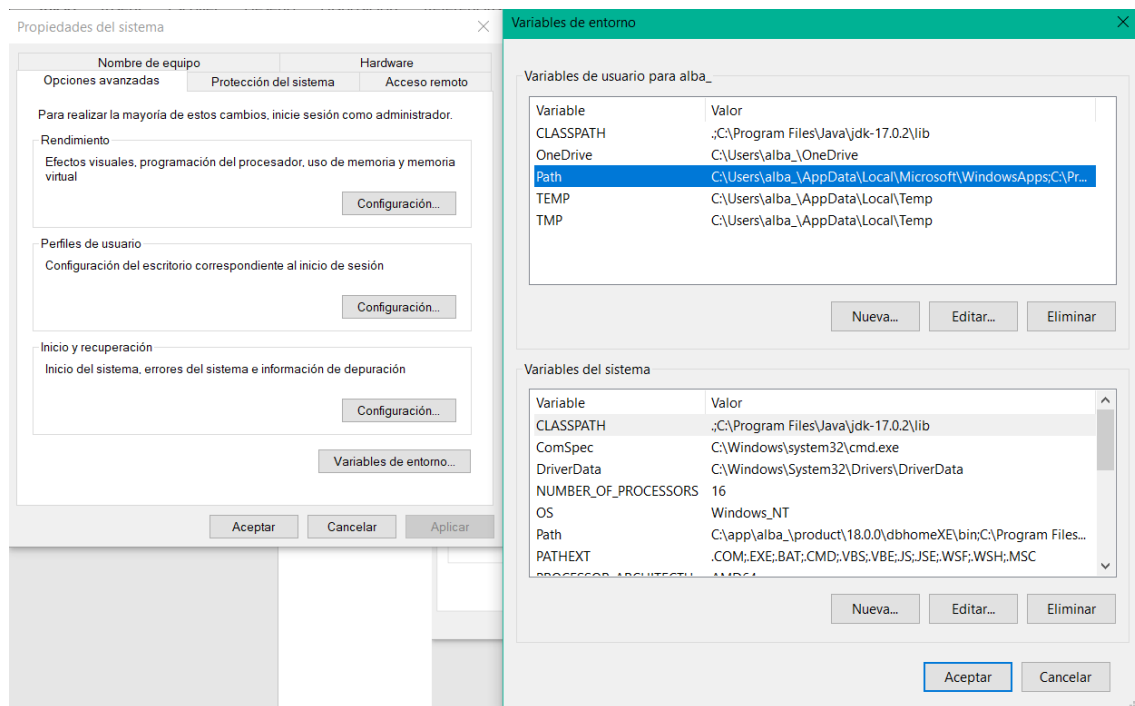 Propiedades del sistema
Nombre de equipo Hardware
Opciones avanzadas Protección del sistema Acceso remoto
Para realizar la mayoría de estos cambios, inicie sesión como administrador.
Rendimiento
Efectos visuales, programación del procesador, uso de memoria y memoria
virtual
Configuración...
Perfiles de usuario
Configuración del escritorio correspondiente al inicio de sesión
Configuración...
Inicio y recuperación
Inicio del sistema, errores del sistema e información de depuración
Configuración...
Variables de entorno...
Aceptar Cancelar Aplicar
Variables de entorno
Variables de usuario para alba_
Variable Valor
CLASSPATH .;C:\Program Files\Java\jdk-17.0.2\lib
OneDrive C:\Users\alba_\OneDrive
Path C:\Users\alba_\AppData\Local\Microsoft\WindowsApps;C:\Pr...
TEMP C:\Users\alba_\AppData\Local\Temp
TMP C:\Users\alba_\AppData\Local\Temp
Nueva... Editar... Eliminar
Variables del sistema
Variable Valor
CLASSPATH .;C:\Program Files\Java\jdk-17.0.2\lib
ComSpec C:\Windows\system32\cmd.exe
DriverData C:\Windows\System32\Drivers\DriverData
NUMBER_OF_PROCESSORS 16
OS Windows_NT
Path C:\app\alba_\product\18.0.0\dbhomeXE\bin;C:\Program Files...
PATHEXT .COM;.EXE;.BAT;.CMD;.VBS;.VBE;.JS;.JSE;.WSF;.WSH;.MSC
Nueva... Editar... Eliminar
Aceptar Cancelar